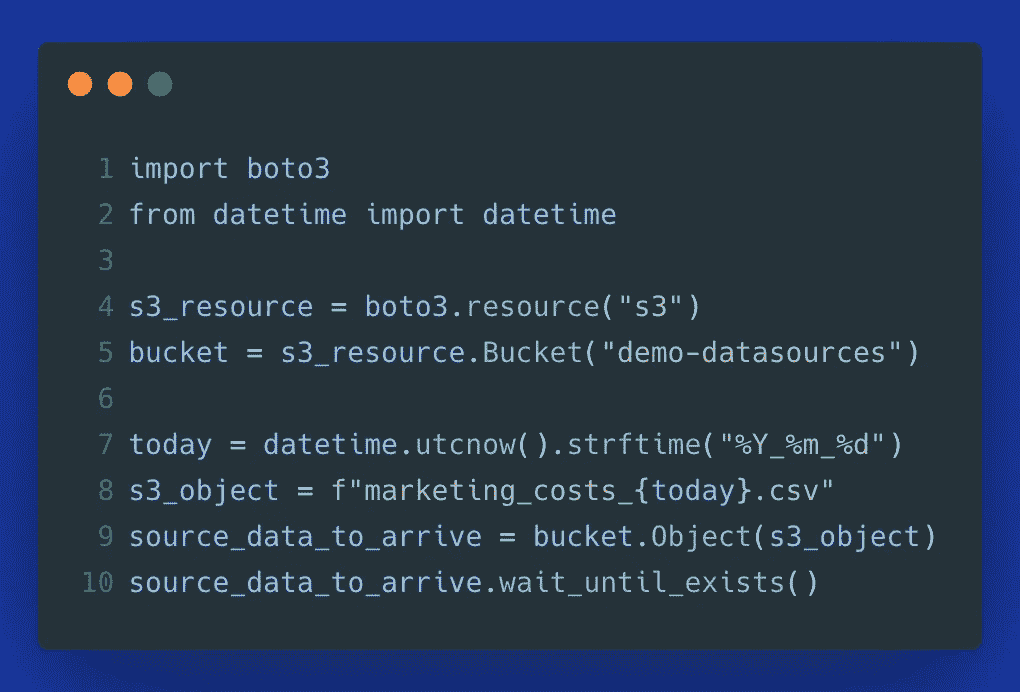 1 import boto3
2 from datetime import datetime
3
4 s3_resource = boto3.resource("s3")
5 bucket = s3_resource.Bucket("demo-datasources")
6
7 today = datetime.utcnow().strftime("%Y_%m_%d")
8 s3_object = f"marketing_costs_{today}.csv"
9 source_data_to_arrive = bucket.Object(s3_object)
10 source_data_to_arrive.wait_until_exists()